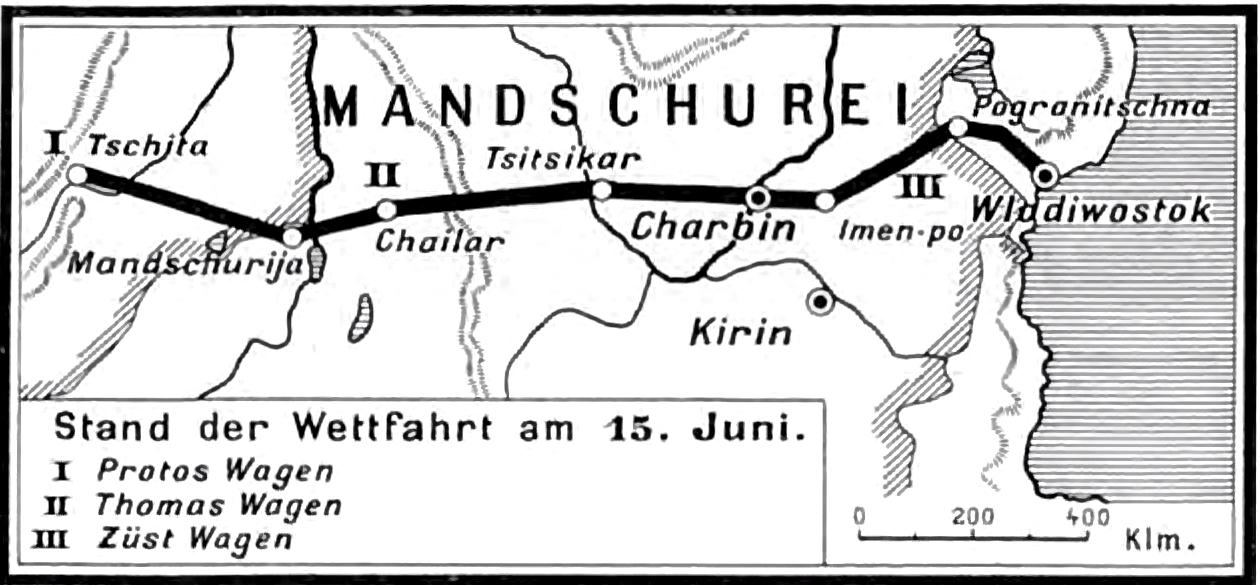 MANDSCHUREI
Pogranitschna
I Tschita
Tsitsikar
II
III
Wladiwostok
Charbin
Imen-po
Chailar
Mandschurija
Kirin
Stand der Wettfahrt am 15. Juni.
I Protos Wagen
II Thomas Wagen
III Züst Wagen
0 200 400
Klm.